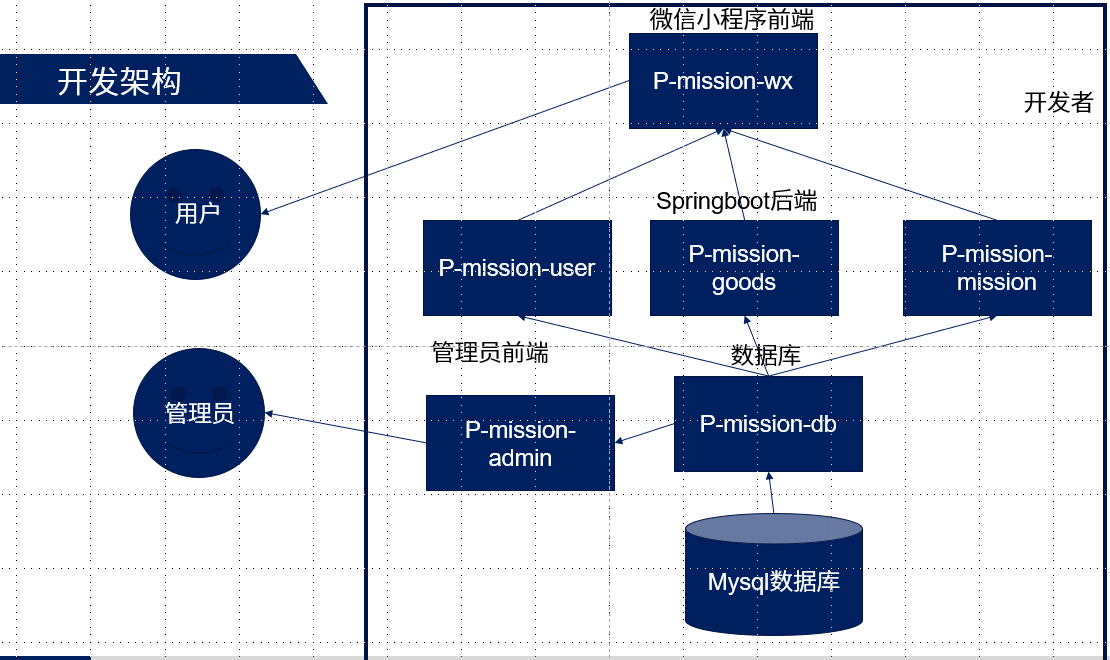 微信小程序前端
P-mission-wx
开发架构
开发者
用户
Springboot后端
P-mission-user
P-mission-
goods
P-mission-
mission
管理员前端
数据库
管理员
P-mission-
admin
P-mission-db
Mysql数据库